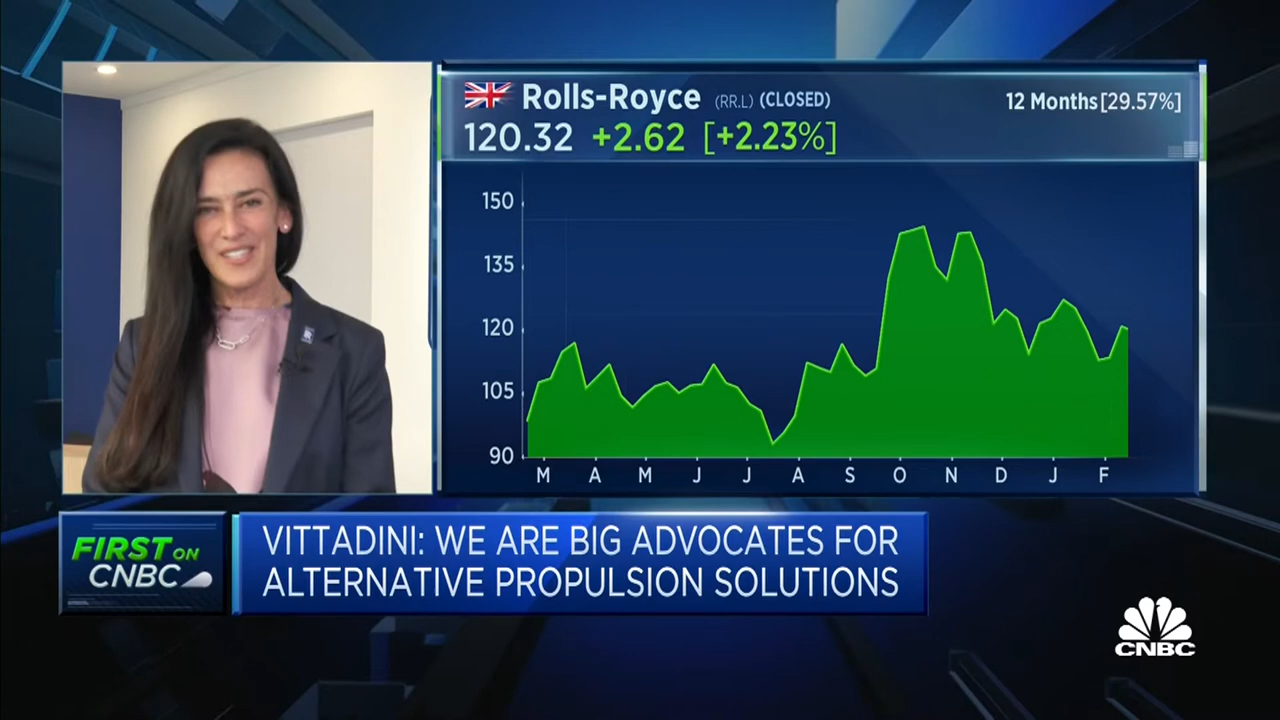 Rolls-Royce (RR.L) (CLOSED)
12 Months[29.57%]
120.32 +2.62 [+2.23%]
150
135
120
105
90
M A M J J A S O N D J F
FIRST ON
CNBC
VITTADINI: WE ARE BIG ADVOCATES FOR
ALTERNATIVE PROPULSION SOLUTIONS
CNBC